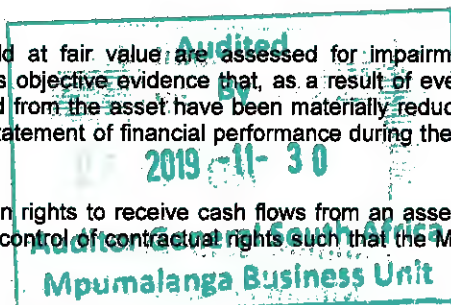 Audited
d at fair value are assessed for impairm
s objective evidence that, as a result of eve
By
d from the asset have been materially reduc
tatement of financial performance during the
2019 -11- 30
n rights to receive cash flows from an asse
control of contractual rights such that the M
Auditor General South Africa
Mpumalanga Business Unit